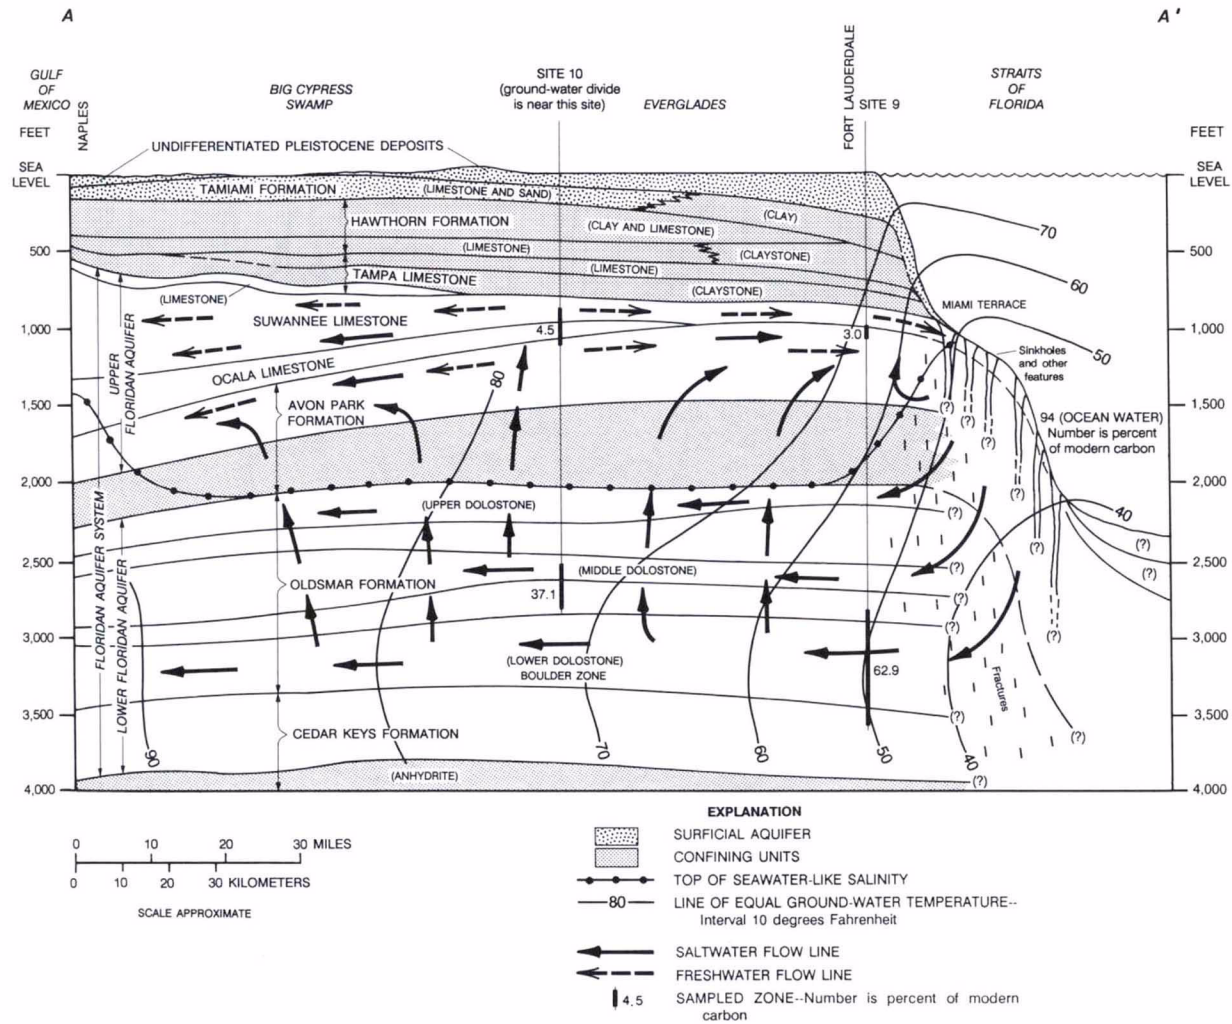 A
A'
GULF
OF
MEXICO
FEET
NAPLES
BIG CYPRESS
SWAMP
SITE 10
(ground-water divide
is near this site)
EVERGLADES
FORT LAUDERDALE
SITE 9
STRAITS
OF
FLORIDA
FEET
UNDIFFERENTIATED PLEISTOCENE DEPOSITS
SEA
LEVEL
SEA
LEVEL
TAMIAMI FORMATION
(LIMESTONE AND SAND)
(CLAY)
HAWTHORN FORMATION
(CLAY AND LIMESTONE)
70
500
(LIMESTONE)
(CLAYSTONE)
500
TAMPA LIMESTONE
(LIMESTONE)
60
(LIMESTONE)
(CLAYSTONE)
MIAMI TERRACE
SUWANNEE LIMESTONE
1,000
4.5
3.0
1,000
50
Sinkholes
and other
features
OCALA LIMESTONE
UPPER
FLORIDAN AQUIFER
80
AVON PARK
FORMATION
1,500
(?)
(?)
(?)
1,500
94 (OCEAN WATER)
Number is percent
of modern carbon
2,000
(?)
2,000
(UPPER DOLOSTONE)
(?)
40
(?)
(?)
(?)
FLORIDAN AQUIFER SYSTEM
LOWER FLORIDAN AQUIFER
2,500
(MIDDLE DOLOSTONE)
(?)
2,500
OLDSMAR FORMATION
37.1
(?)
(?)
(?)
3,000
3,000
(LOWER DOLOSTONE)
BOULDER ZONE
62.9
Fractures
3,500
(?)
3,500
CEDAR KEYS FORMATION
(?)
90
70
60
50
40
(ANHYDRITE)
(?)
4,000
4,000
EXPLANATION
SURFICIAL AQUIFER
CONFINING UNITS
TOP OF SEAWATER-LIKE SALINITY
80
LINE OF EQUAL GROUND-WATER TEMPERATURE--
Interval 10 degrees Fahrenheit
SALTWATER FLOW LINE
FRESHWATER FLOW LINE
4.5
SAMPLED ZONE--Number is percent of modern
carbon
0 10 20 30 MILES
0 10 20 30 KILOMETERS
SCALE APPROXIMATE